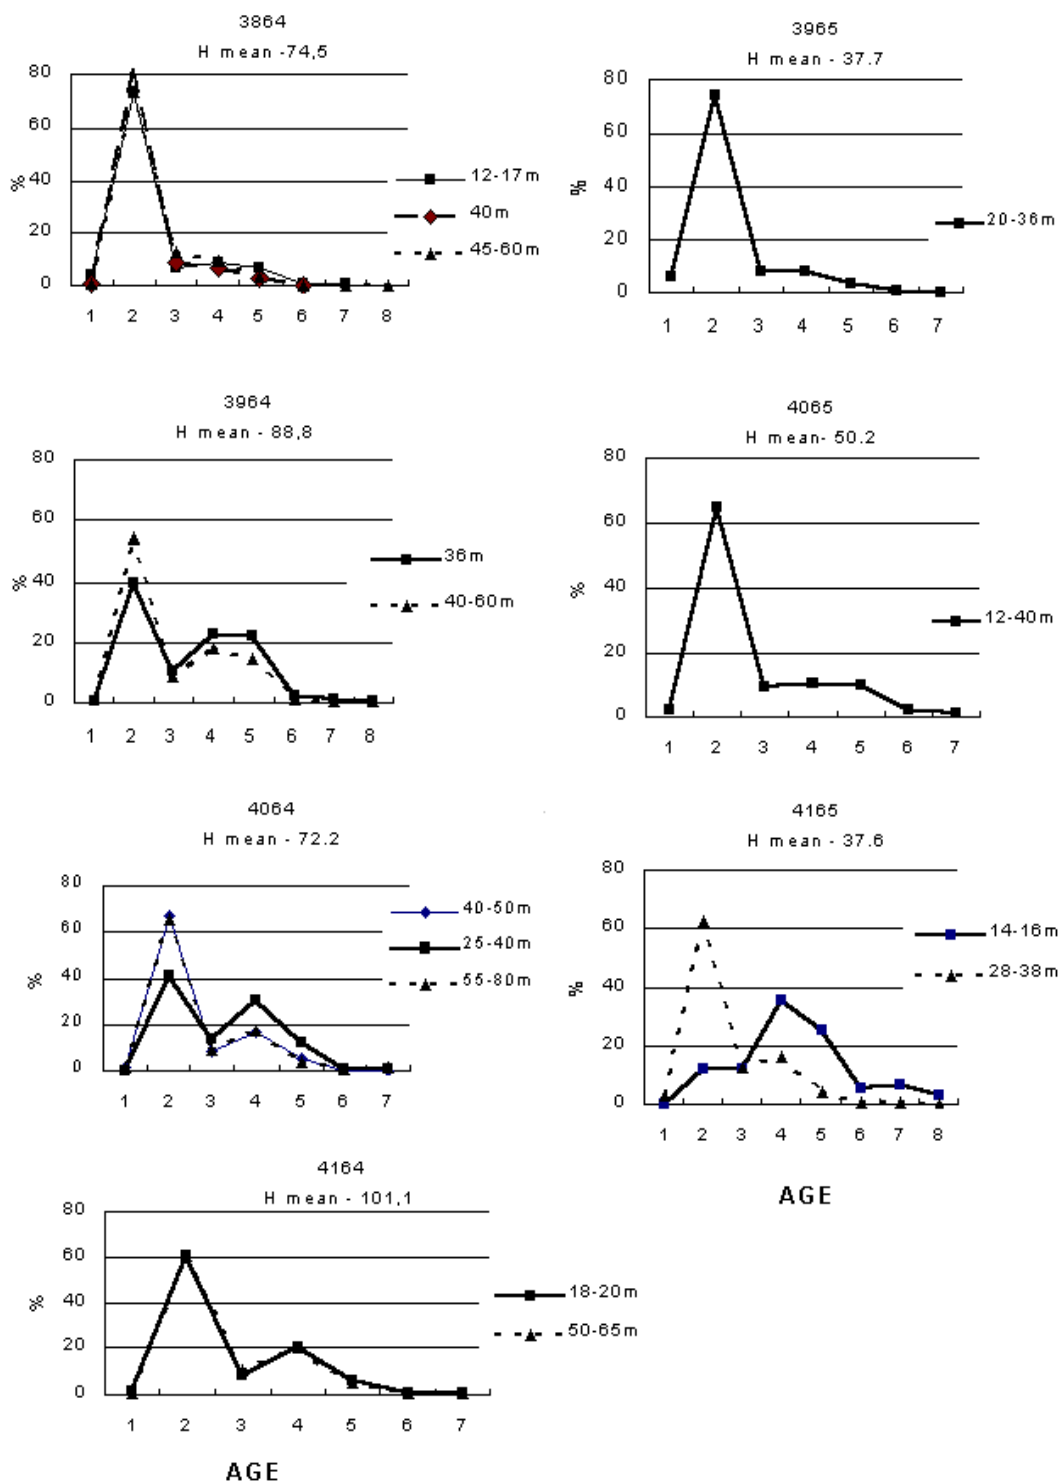 3864
H mean -74,5
80
60
40
20
0
%
1 2 3 4 5 6 7 8
12-17m
40m
45-60m
3965
H mean - 37.7
80
60
40
20
0
%
1 2 3 4 5 6 7
20-36m
3964
H mean - 88,8
80
60
40
20
0
%
1 2 3 4 5 6 7 8
36m
40-60m
4065
H mean- 50.2
80
60
40
20
0
%
1 2 3 4 5 6 7
12-40m
4064
H mean - 72.2
80
60
40
20
0
%
1 2 3 4 5 6 7
40-50m
25-40m
55-80m
4165
H mean - 37.6
80
60
40
20
0
%
1 2 3 4 5 6 7 8
14-16m
28-38m
AGE
4164
H mean - 101,1
80
60
40
20
0
%
1 2 3 4 5 6 7
18-20m
50-65m
AGE